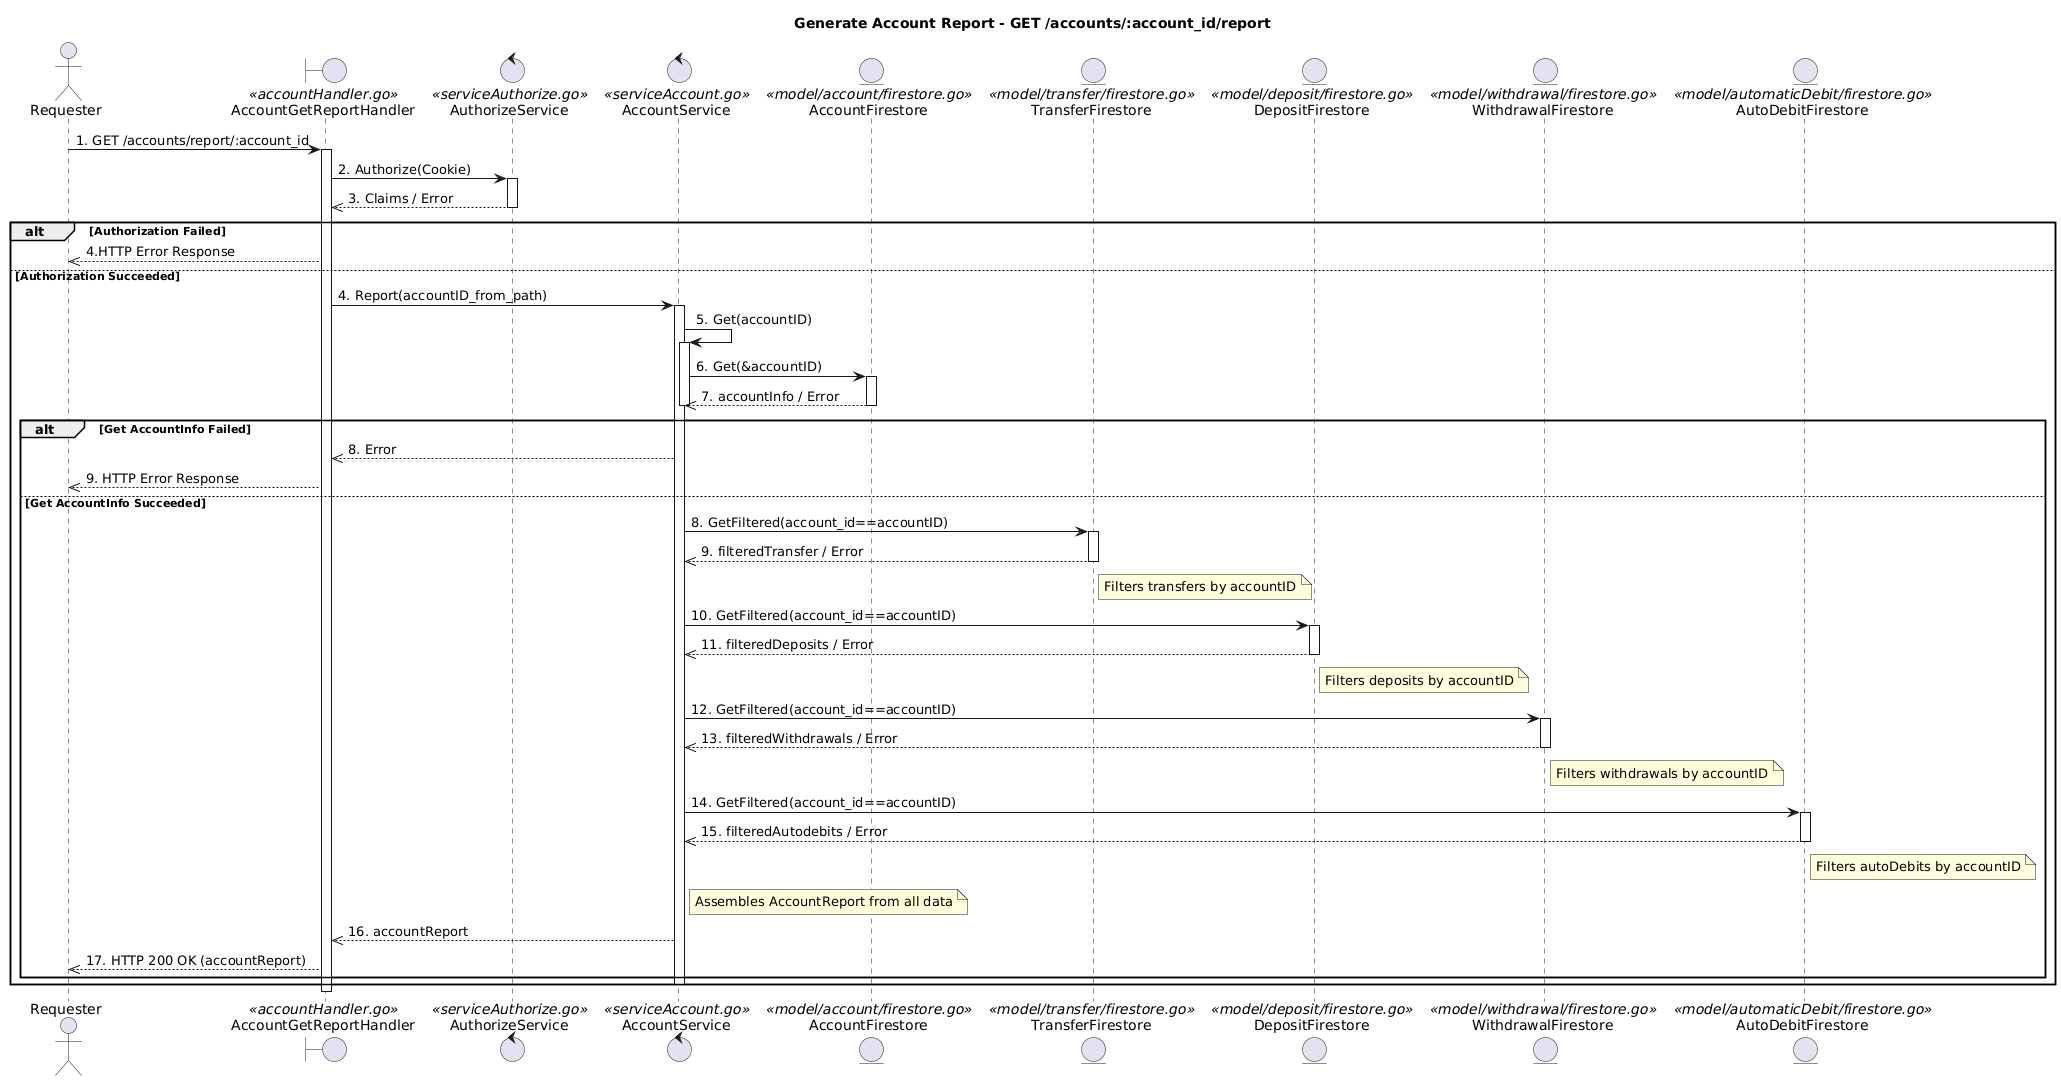 Generate Account Report - GET /accounts/:account_id/report
Requester
«accountHandler.go»
AccountGetReportHandler
«serviceAuthorize.go»
AuthorizeService
«serviceAccount.go»
AccountService
«model/account/firestore.go»
AccountFirestore
«model/transfer/firestore.go»
TransferFirestore
«model/deposit/firestore.go»
DepositFirestore
«model/withdrawal/firestore.go»
WithdrawalFirestore
«model/automaticDebit/firestore.go»
AutoDebitFirestore
1. GET /accounts/report/:account_id
2. Authorize(Cookie)
3. Claims / Error
alt [Authorization Failed]
4.HTTP Error Response
[Authorization Succeeded]
4. Report(accountID_from_path)
5. Get(accountID)
6. Get(&accountID)
7. accountInfo / Error
alt [Get AccountInfo Failed]
8. Error
9. HTTP Error Response
[Get AccountInfo Succeeded]
8. GetFiltered(account_id==accountID)
9. filteredTransfer / Error
Filters transfers by accountID
10. GetFiltered(account_id==accountID)
11. filteredDeposits / Error
Filters deposits by accountID
12. GetFiltered(account_id==accountID)
13. filteredWithdrawals / Error
Filters withdrawals by accountID
14. GetFiltered(account_id==accountID)
15. filteredAutodebits / Error
Filters autoDebits by accountID
Assembles AccountReport from all data
16. accountReport
17. HTTP 200 OK (accountReport)
Requester
«accountHandler.go»
AccountGetReportHandler
«serviceAuthorize.go»
AuthorizeService
«serviceAccount.go»
AccountService
«model/account/firestore.go»
AccountFirestore
«model/transfer/firestore.go»
TransferFirestore
«model/deposit/firestore.go»
DepositFirestore
«model/withdrawal/firestore.go»
WithdrawalFirestore
«model/automaticDebit/firestore.go»
AutoDebitFirestore